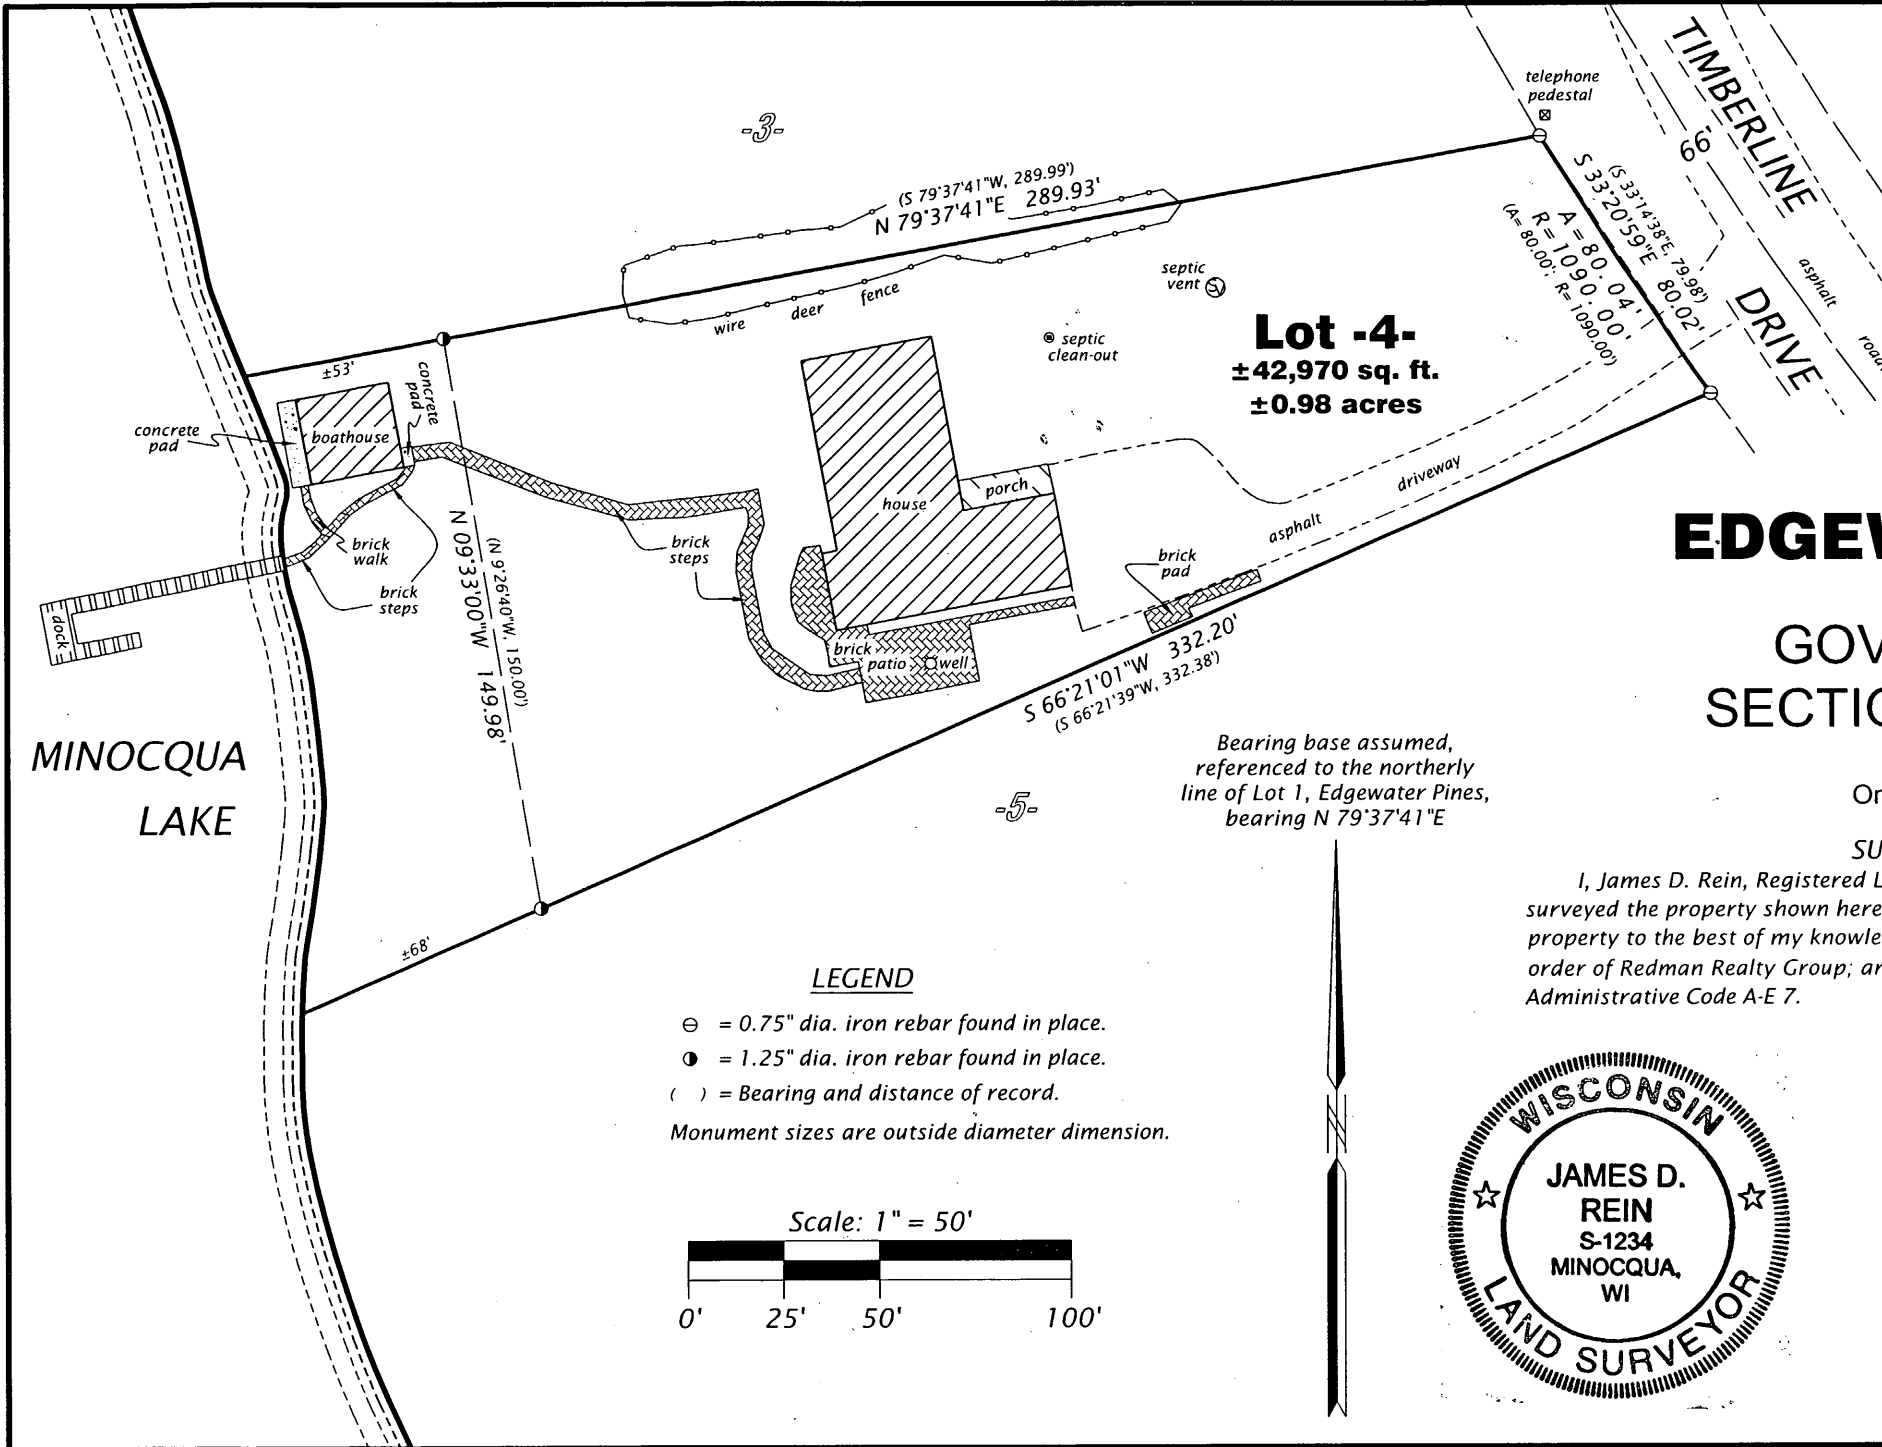 TIMBERLINE
DRIVE
66'
telephone
pedestal
-3-
(S 79°37'41"W, 289.99')
N 79°37'41"E 289.93'
(S 33°14'38"E, 79.98')
S 33°20'59"E 80.02'
A = 80.04'
R = 1090.00'
(A= 80.00'; R= 1090.00')
asphalt
wire deer fence
septic
vent
SV
septic
clean-out
Lot -4-
±42,970 sq. ft.
±0.98 acres
±53'
concrete
pad
concrete
pad
boathouse
house
porch
driveway
asphalt
brick
walk
brick
steps
brick
steps
brick
pad
dock
N 09°33'00"W 149.98'
(N 9°26'40"W, 150.00')
brick
patio
well
S 66°21'01"W 332.20'
(S 66°21'39"W, 332.38')
MINOCQUA
LAKE
-5-
±68'
Bearing base assumed,
referenced to the northerly
line of Lot 1, Edgewater Pines,
bearing N 79°37'41"E
GOV
SECTIO
Or
SU
I, James D. Rein, Registered L
surveyed the property shown here
property to the best of my knowle
order of Redman Realty Group; ar
Administrative Code A-E 7.
LEGEND
= 0.75" dia. iron rebar found in place.
= 1.25" dia. iron rebar found in place.
( ) = Bearing and distance of record.
Monument sizes are outside diameter dimension.
Scale: 1" = 50'
0' 25' 50' 100'
N
WISCONSIN
JAMES D.
REIN
S-1234
MINOCQUA,
WI
LAND SURVEYOR